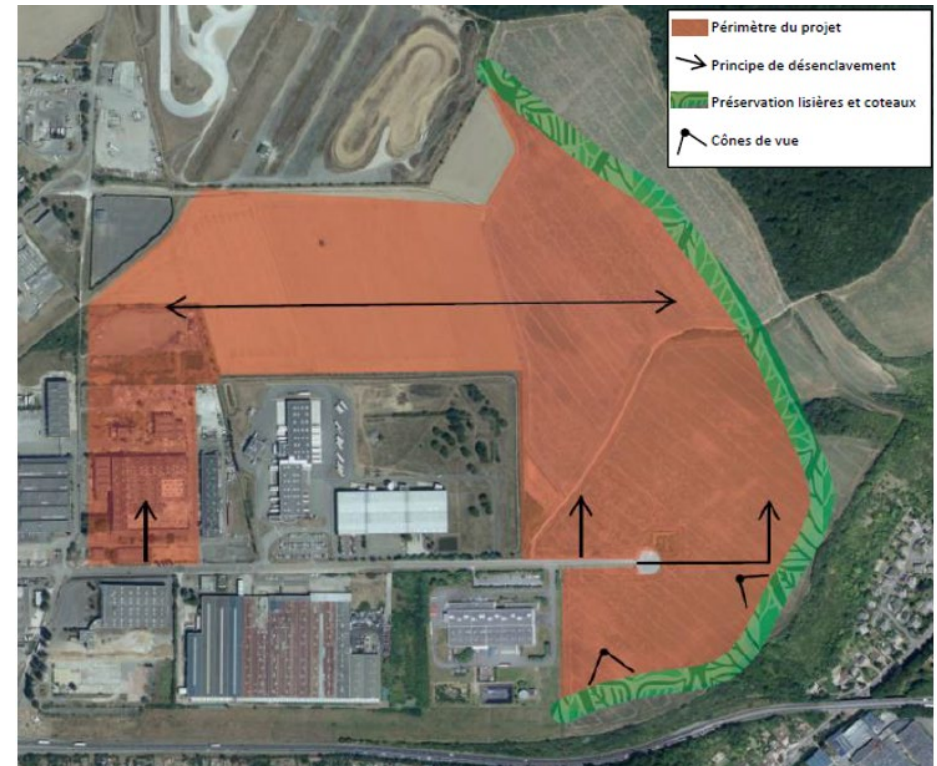 Périmètre du projet
Principe de désenclavement
Préservation lisières et coteaux
Cônes de vue